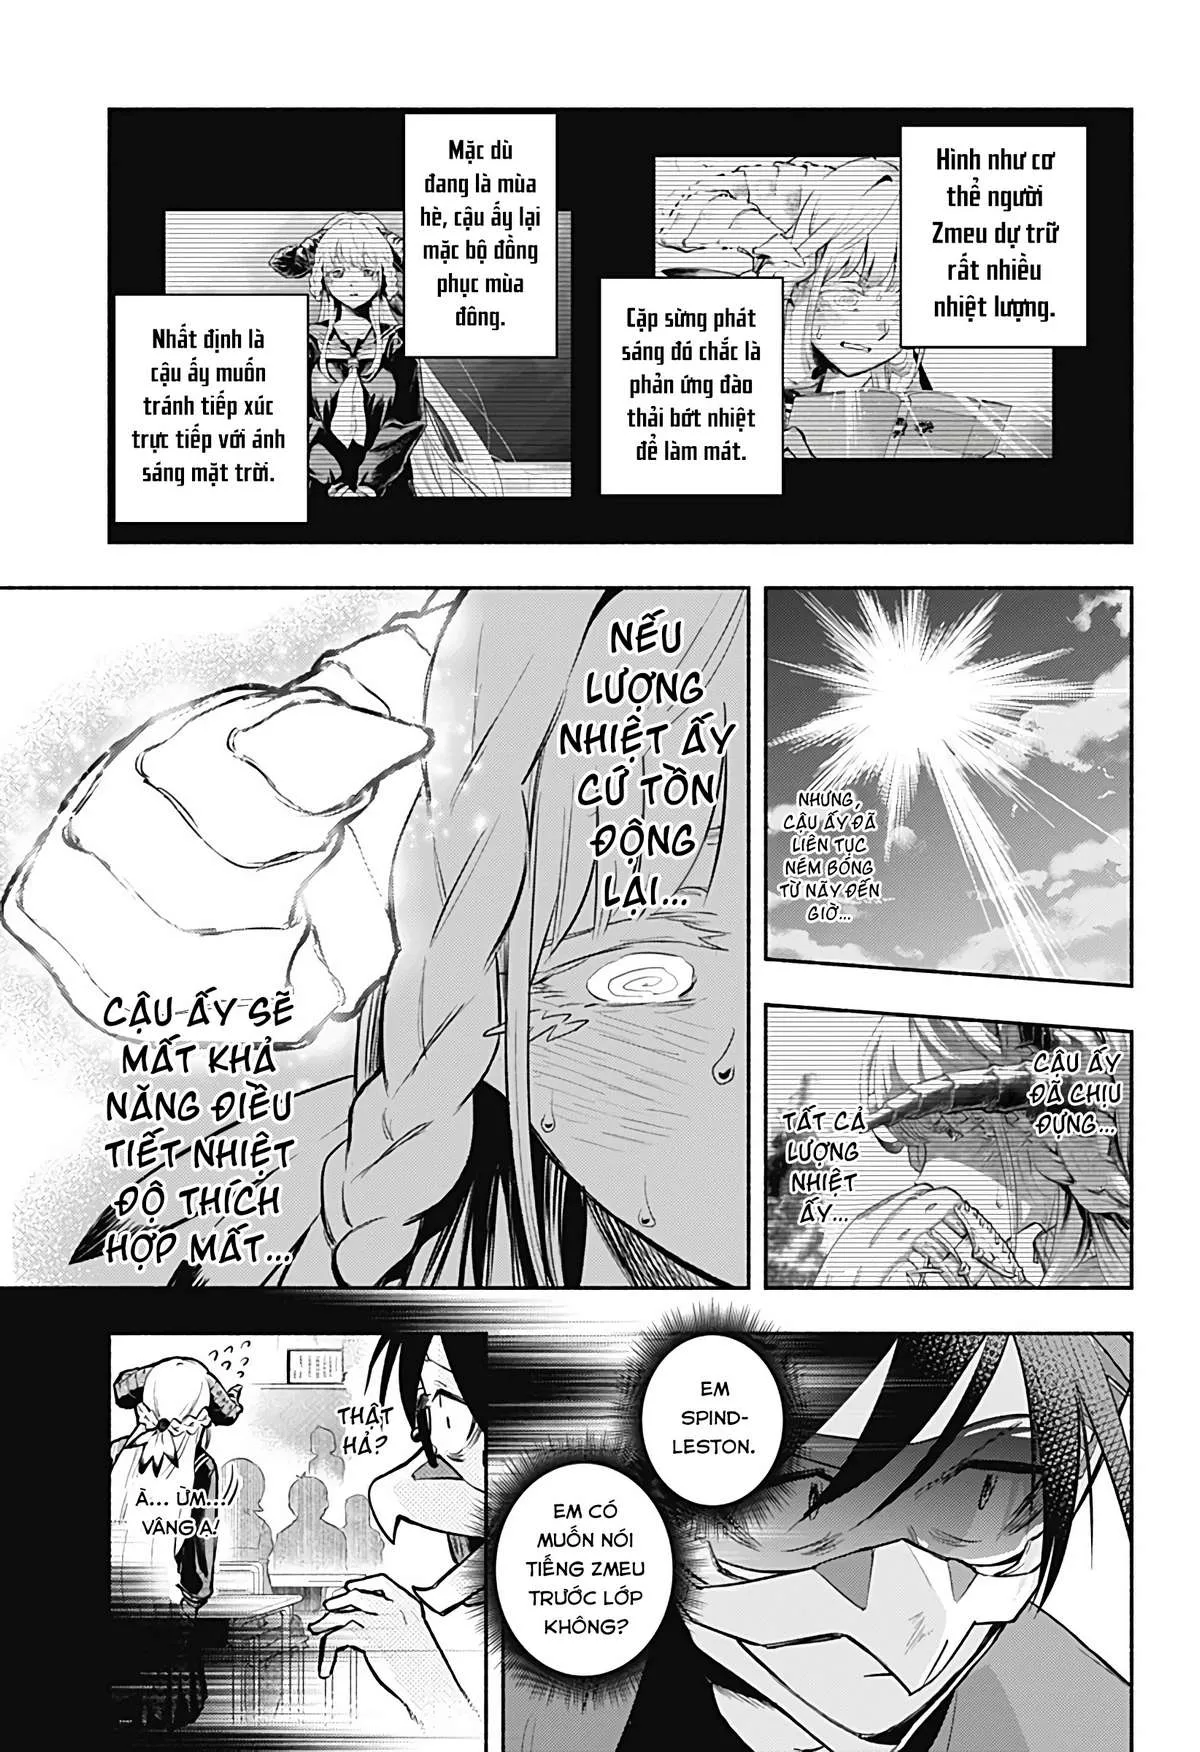 Hình như cơ
thể người
Zmeu dự trữ
rất nhiều
nhiệt lượng.
Cặp sừng phát
sáng đó chắc là
phản ứng đào
thải bớt nhiệt
để làm mát.
Mặc dù
đang là mùa
hè, cậu ấy lại
mặc bộ đồng
phục mùa
đông.
Nhất định là
cậu ấy muốn
tránh tiếp xúc
trực tiếp với ánh
sáng mặt trời.
NHƯNG,
CẬU ẤY ĐÃ
LIÊN TỤC
NÉM BÓNG
TỪ NÃY ĐẾN
GIỜ...
CẬU ẤY
ĐÃ CHỊU
ĐỰNG...
TẤT CẢ
LƯỢNG
NHIỆT
ẤY...
NẾU
LƯỢNG
NHIỆT ẤY
CỨ TỒN
ĐỘNG
LẠI...
CẬU ẤY SẼ
MẤT KHẢ
NĂNG ĐIỀU
TIẾT NHIỆT
ĐỘ THÍCH
HỢP MẤT...
EM
SPIND-
LESTON.
EM CÓ
MUỐN NÓI
TIẾNG ZMEU
TRƯỚC LỚP
KHÔNG?
THẬT
HẢ?
À... ỪM...
VÂNG Ạ!